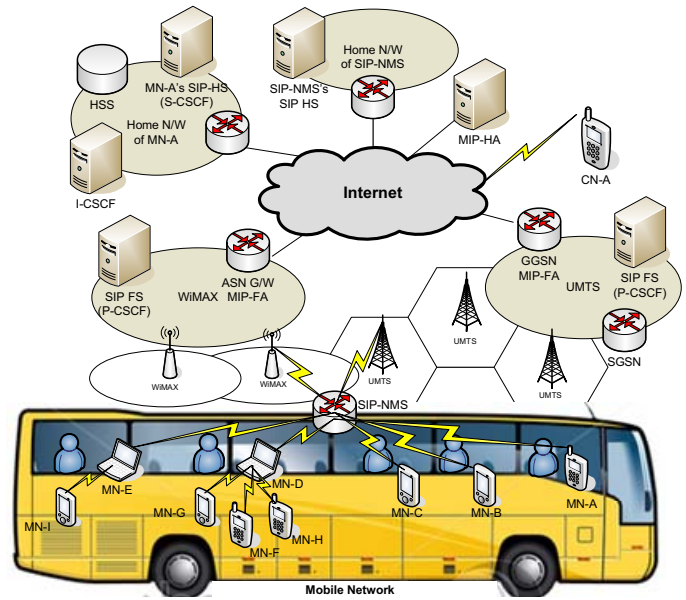 Home N/W
of SIP-NMS
MN-A's SIP-HS
(S-CSCF)
SIP-NMS's
SIP HS
HSS
Home N/W
of MN-A
MIP-HA
CN-A
I-CSCF
Internet
SIP FS
(P-CSCF)
WiMAX
ASN G/W
MIP-FA
GGSN
MIP-FA
UMTS
SIP FS
(P-CSCF)
SGSN
UMTS
UMTS
UMTS
WiMAX
WiMAX
SIP-NMS
MN-E
MN-D
MN-C
MN-B
MN-A
MN-I
MN-G
MN-F
MN-H
Mobile Network